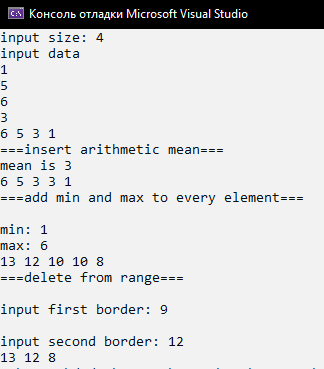 Консоль отладки Microsoft Visual Studio
input size: 4
input data
1
5
6
3
6 5 3 1
===insert arithmetic mean===
mean is 3
6 5 3 3 1
===add min and max to every element===
min: 1
max: 6
13 12 10 10 8
===delete from range===
input first border: 9
input second border: 12
13 12 8